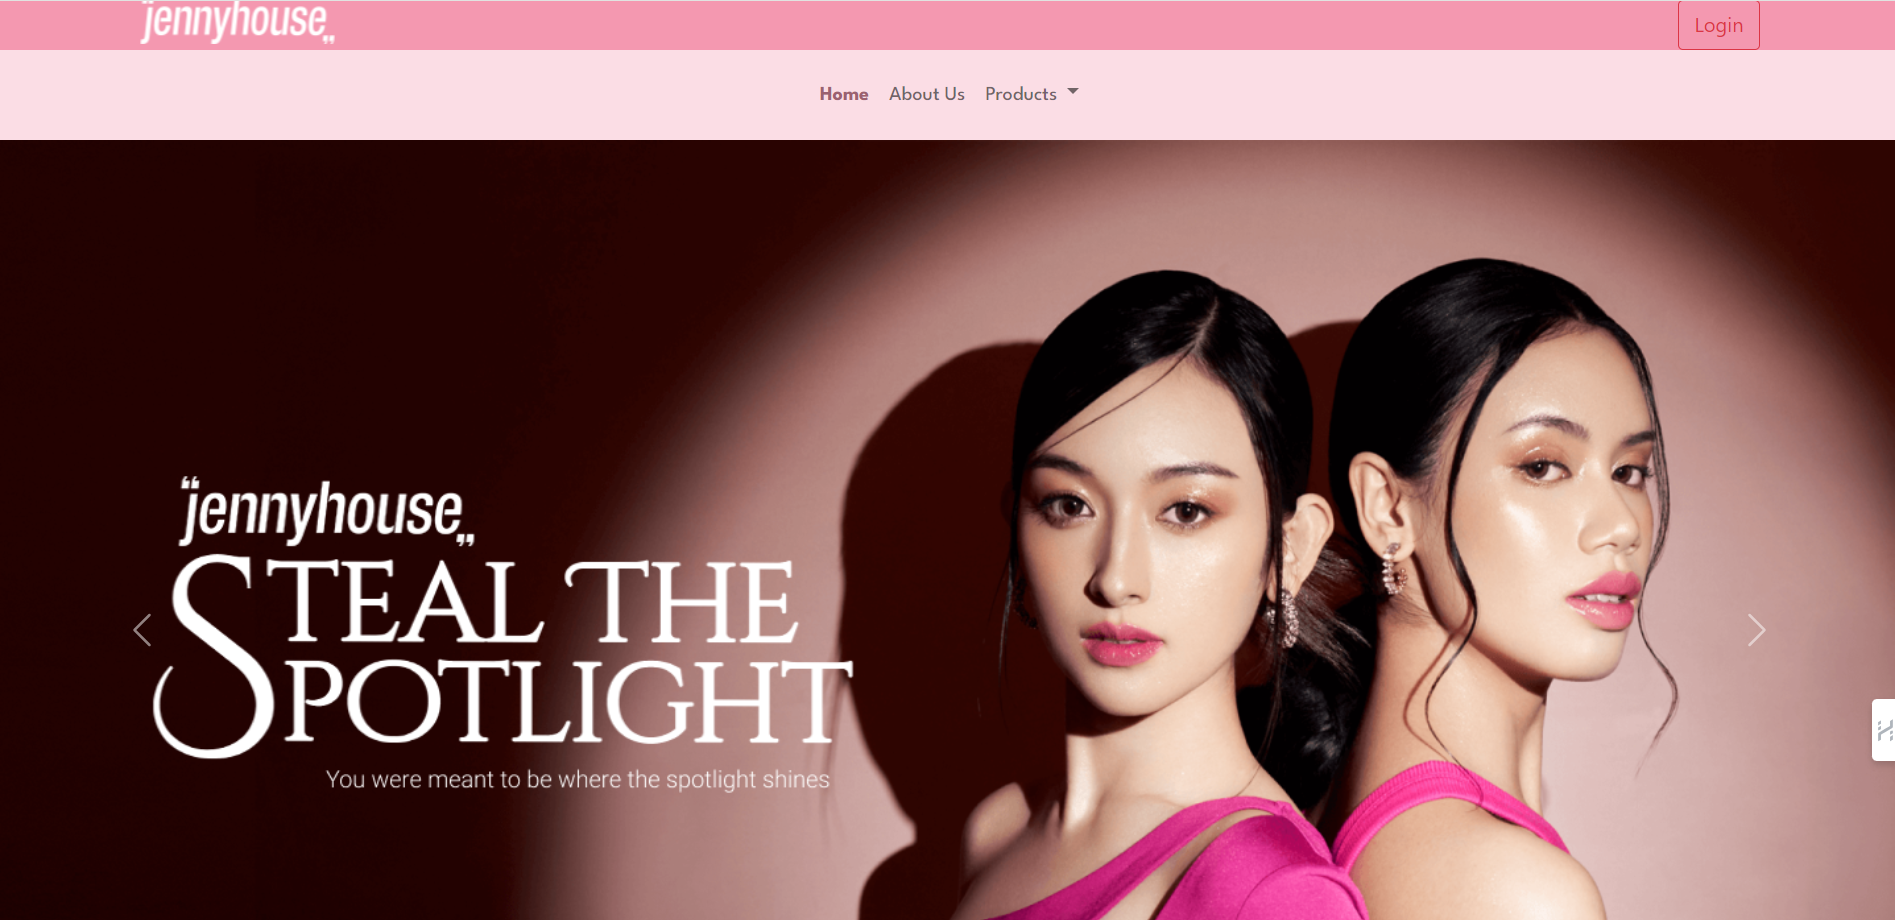 "jennyhouse„
Login
Home About Us Products
"jennyhouse„
STEAL THE
SPOTLIGHT
You were meant to be where the spotlight shines